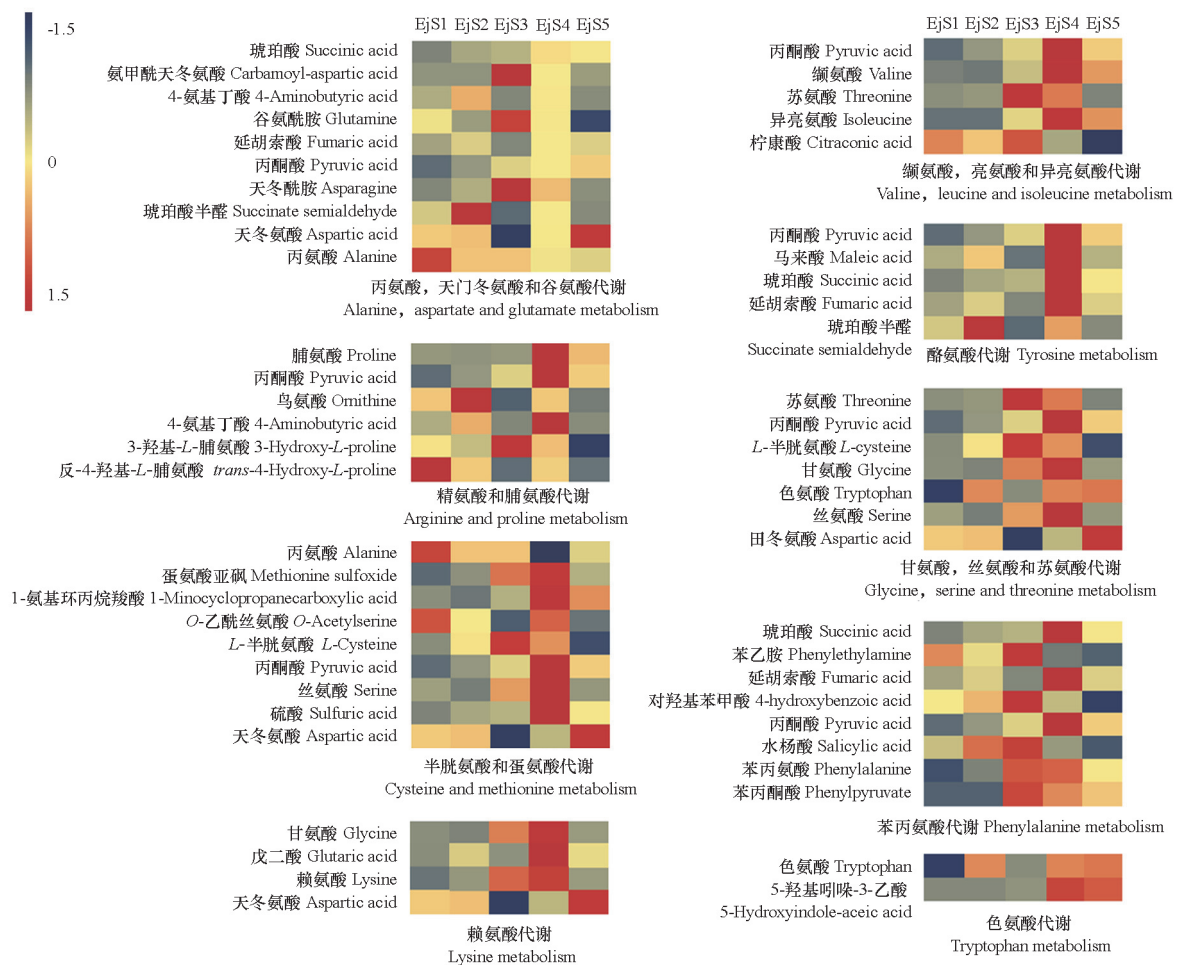 -1.5
0
1.5
EjS1 EjS2 EjS3 EjS4 EjS5
琥珀酸 Succinic acid
氨甲酰天冬氨酸 Carbamoyl-aspartic acid
4-氨基丁酸 4-Aminobutyric acid
谷氨酰胺 Glutamine
延胡索酸 Fumaric acid
丙酮酸 Pyruvic acid
天冬酰胺 Asparagine
琥珀酸半醛 Succinate semialdehyde
天冬氨酸 Aspartic acid
丙氨酸 Alanine
丙氨酸，天门冬氨酸和谷氨酸代谢
Alanine，aspartate and glutamate metabolism
脯氨酸 Proline
丙酮酸 Pyruvic acid
鸟氨酸 Ornithine
4-氨基丁酸 4-Aminobutyric acid
3-羟基-L-脯氨酸 3-Hydroxy-L-proline
反-4-羟基-L-脯氨酸 trans-4-Hydroxy-L-proline
精氨酸和脯氨酸代谢
Arginine and proline metabolism
丙氨酸 Alanine
蛋氨酸亚砜 Methionine sulfoxide
1-氨基环丙烷羧酸 1-Minocyclopropanecarboxylic acid
O-乙酰丝氨酸 O-Acetylserine
L-半胱氨酸 L-Cysteine
丙酮酸 Pyruvic acid
丝氨酸 Serine
硫酸 Sulfuric acid
天冬氨酸 Aspartic acid
半胱氨酸和蛋氨酸代谢
Cysteine and methionine metabolism
甘氨酸 Glycine
戊二酸 Glutaric acid
赖氨酸 Lysine
天冬氨酸 Aspartic acid
赖氨酸代谢
Lysine metabolism
EjS1 EjS2 EjS3 EjS4 EjS5
丙酮酸 Pyruvic acid
缬氨酸 Valine
苏氨酸 Threonine
异亮氨酸 Isoleucine
柠康酸 Citraconic acid
缬氨酸，亮氨酸和异亮氨酸代谢
Valine，leucine and isoleucine metabolism
丙酮酸 Pyruvic acid
马来酸 Maleic acid
琥珀酸 Succinic acid
延胡索酸 Fumaric acid
琥珀酸半醛
Succinate semialdehyde
酪氨酸代谢 Tyrosine metabolism
苏氨酸 Threonine
丙酮酸 Pyruvic acid
L-半胱氨酸 L-cysteine
甘氨酸 Glycine
色氨酸 Tryptophan
丝氨酸 Serine
田冬氨酸 Aspartic acid
甘氨酸，丝氨酸和苏氨酸代谢
Glycine，serine and threonine metabolism
琥珀酸 Succinic acid
苯乙胺 Phenylethylamine
延胡索酸 Fumaric acid
对羟基苯甲酸 4-hydroxybenzoic acid
丙酮酸 Pyruvic acid
水杨酸 Salicylic acid
苯丙氨酸 Phenylalanine
苯丙酮酸 Phenylpyruvate
苯丙氨酸代谢 Phenylalanine metabolism
色氨酸 Tryptophan
5-羟基吲哚-3-乙酸
5-Hydroxyindole-aceic acid
色氨酸代谢
Tryptophan metabolism